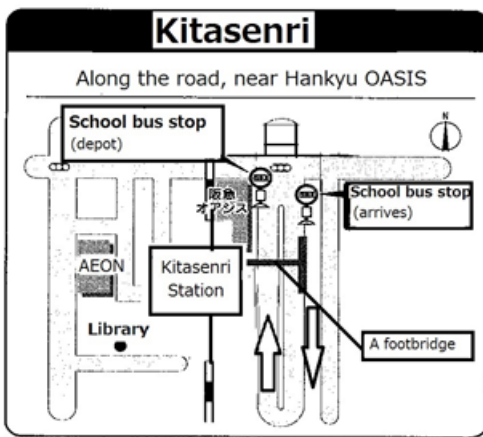 Kitasenri
Along the road, near Hankyu OASIS
School bus stop
(depot)
N
阪急
オアシス
School bus stop
(arrives)
AEON
Kitasenri
Station
Library
A footbridge